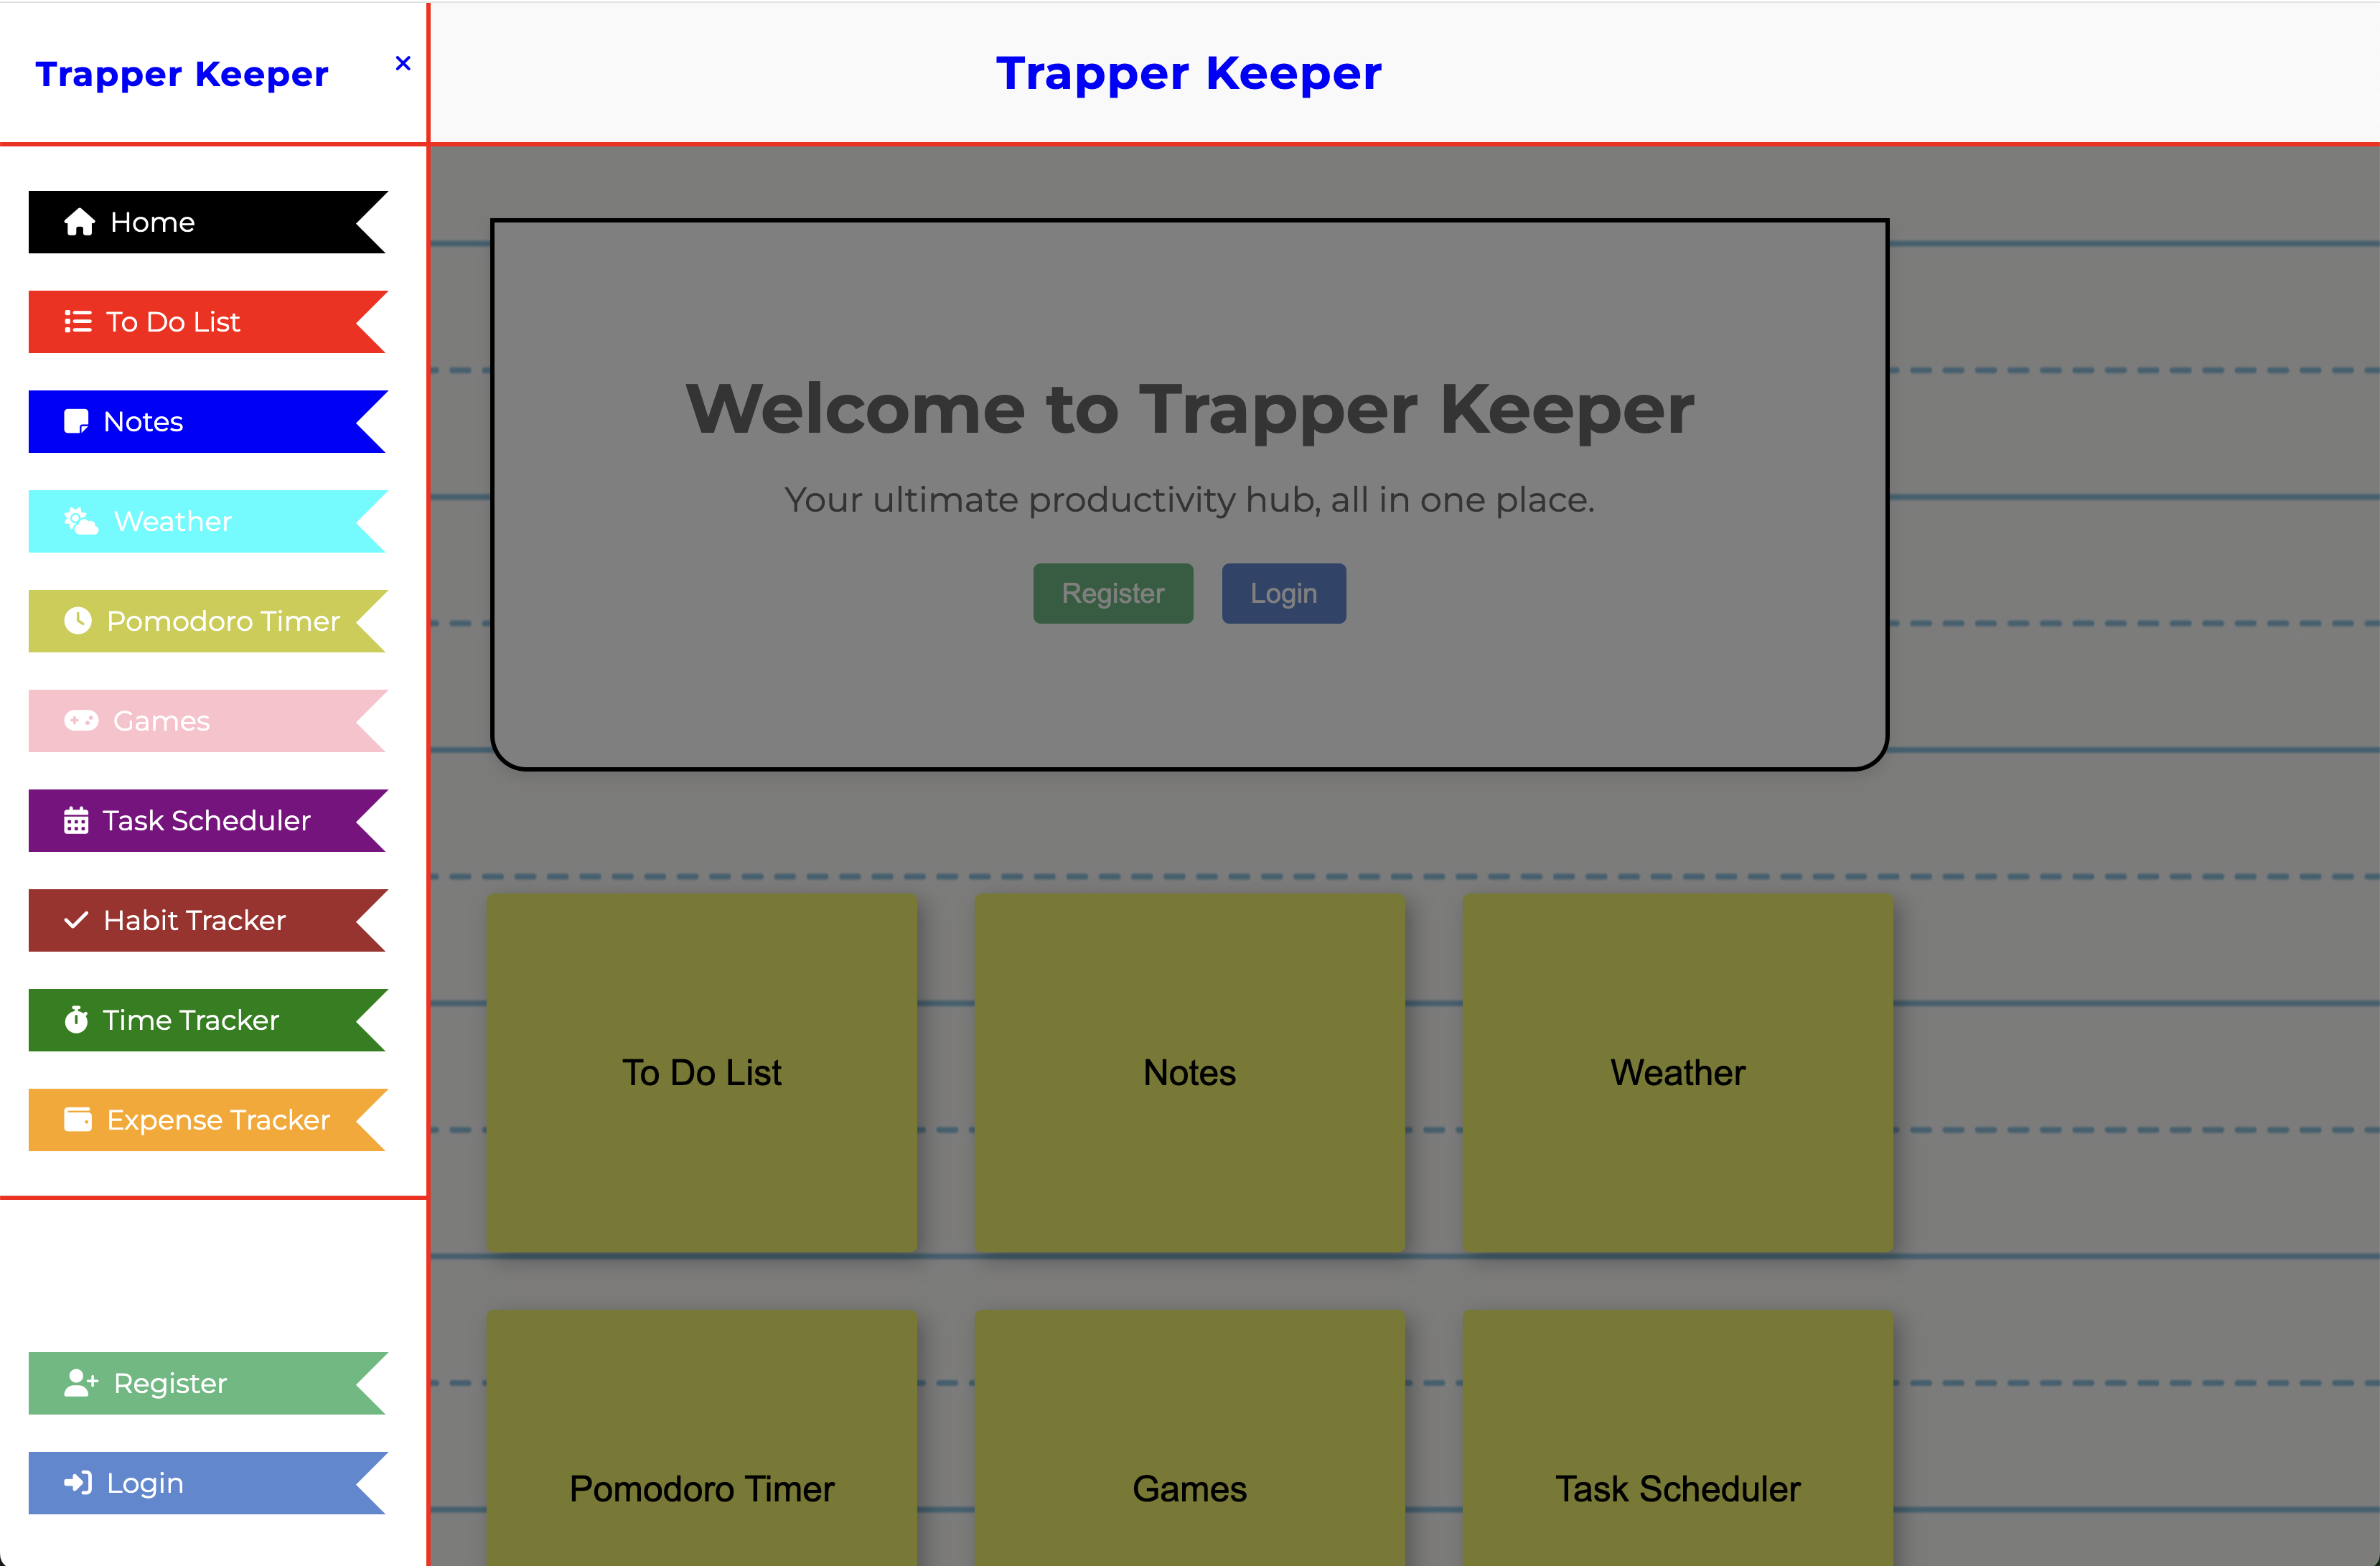 Trapper Keeper
Trapper Keeper
Home
To Do List
Notes
Weather
Pomodoro Timer
Games
Task Scheduler
Habit Tracker
Time Tracker
Expense Tracker
Register
Login
Welcome to Trapper Keeper
Your ultimate productivity hub, all in one place.
Register Login
To Do List Notes Weather
Pomodoro Timer Games Task Scheduler